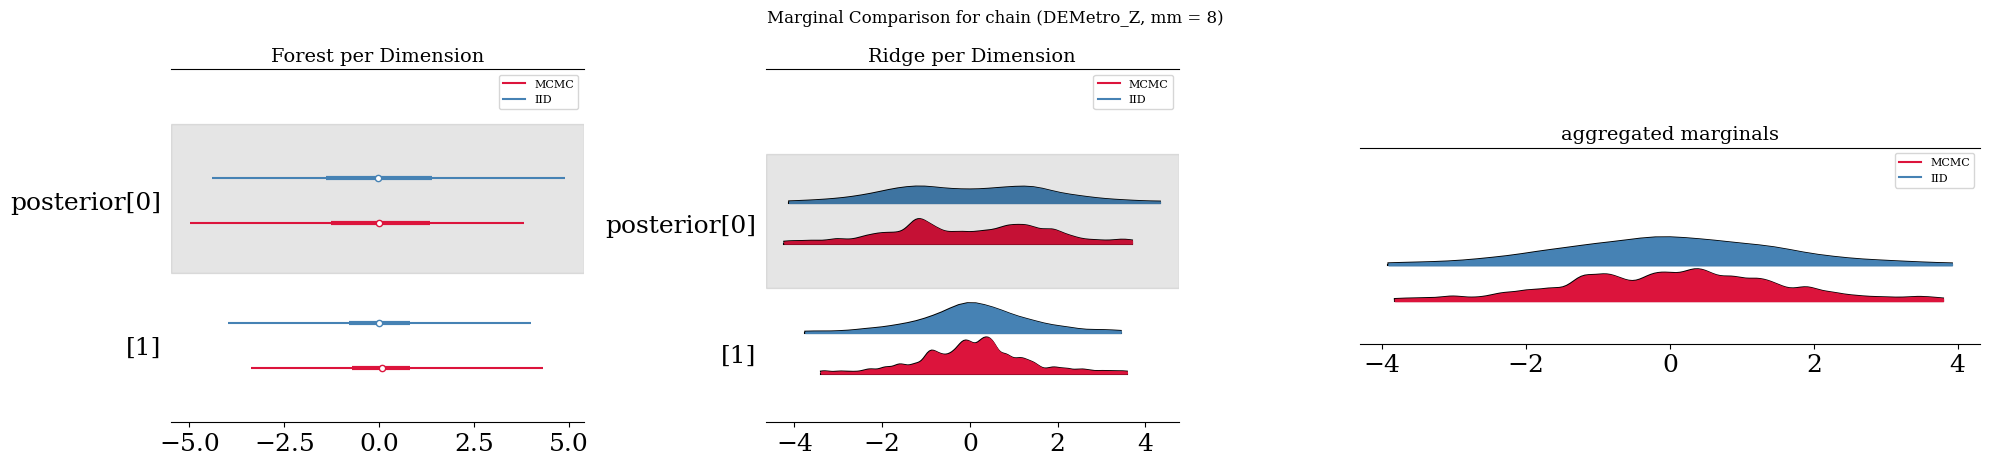 Marginal Comparison for chain (DEMetro_Z, mm = 8)
Forest per Dimension
MCMC
IID
posterior[0]
[1]
−5.0 −2.5 0.0 2.5 5.0
Ridge per Dimension
MCMC
IID
posterior[0]
[1]
−4 −2 0 2 4
aggregated marginals
MCMC
IID
−4 −2 0 2 4